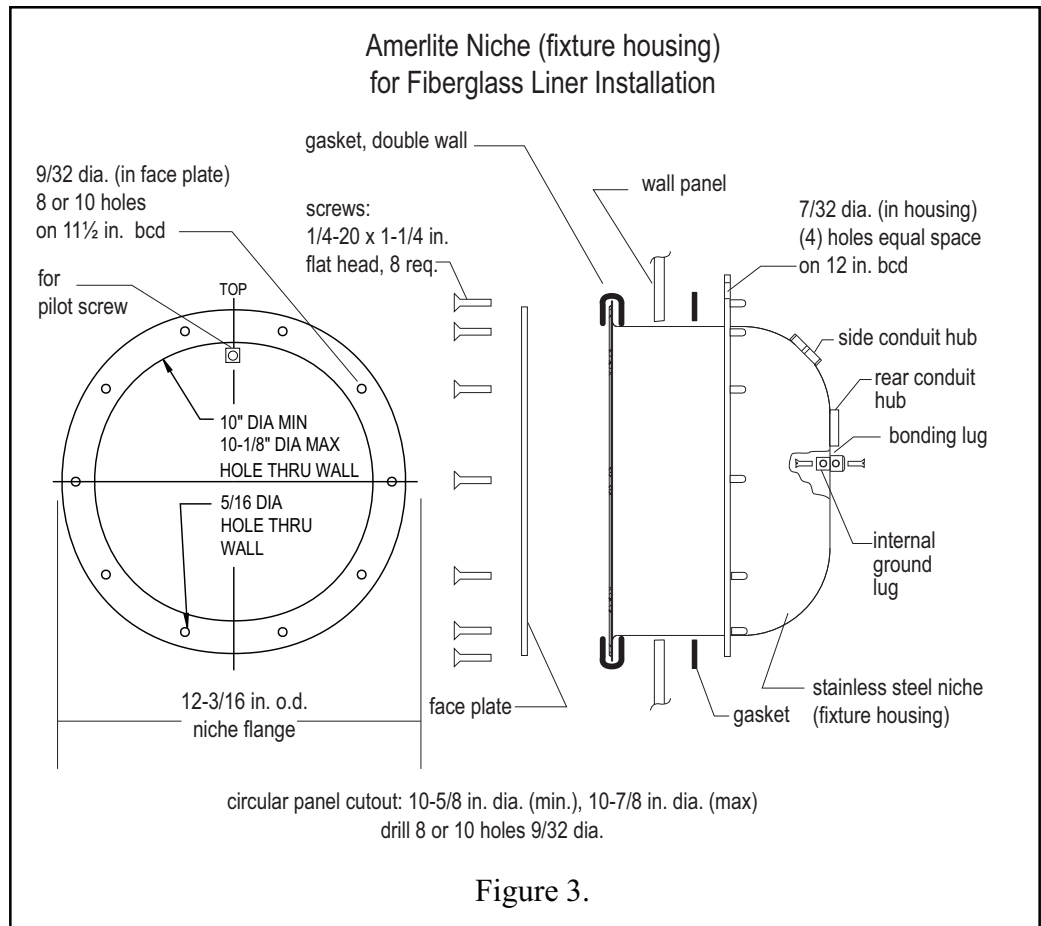 Amerlite Niche (fixture housing)
for Fiberglass Liner Installation
gasket, double wall
9/32 dia. (in face plate)
8 or 10 holes
on 11½ in. bcd
screws:
1/4-20 x 1-1/4 in.
flat head, 8 req.
wall panel
7/32 dia. (in housing)
(4) holes equal space
on 12 in. bcd
for
pilot screw
TOP
side conduit hub
rear conduit
hub
bonding lug
10" DIA MIN
10-1/8" DIA MAX
HOLE THRU WALL
5/16 DIA
HOLE THRU
WALL
internal
ground
lug
12-3/16 in. o.d.
niche flange
face plate
gasket
stainless steel niche
(fixture housing)
circular panel cutout: 10-5/8 in. dia. (min.), 10-7/8 in. dia. (max)
drill 8 or 10 holes 9/32 dia.
Figure 3.